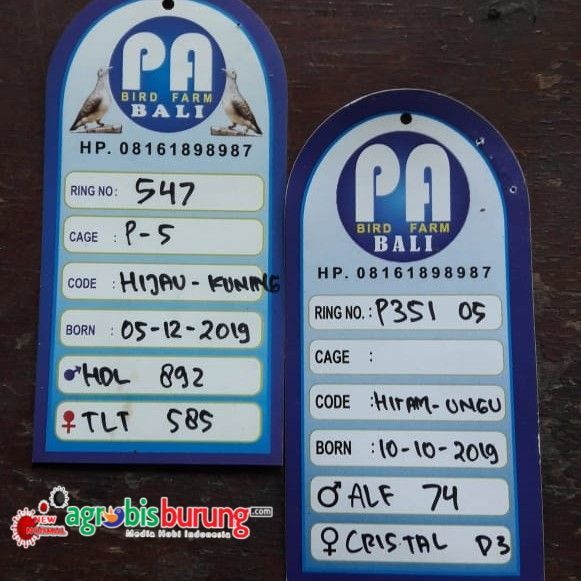 PA
BIRD FARM
BALI
HP. 08161898987
RING NO: 547
CAGE : P-5
CODE : HIJAU - KUNING
BORN : 05-12-2019
♂ HDL 892
♀ TLT 585
PA
BIRD FARM
BALI
HP. 08161898987
RING NO. : P351 05
CAGE :
CODE : HITAM-UNGU
BORN : 10-10-2019
♂ ALF 74
♀ CRISTAL D3
NEW NORMAL
agrobisburung.com
Media Hobi Indonesia